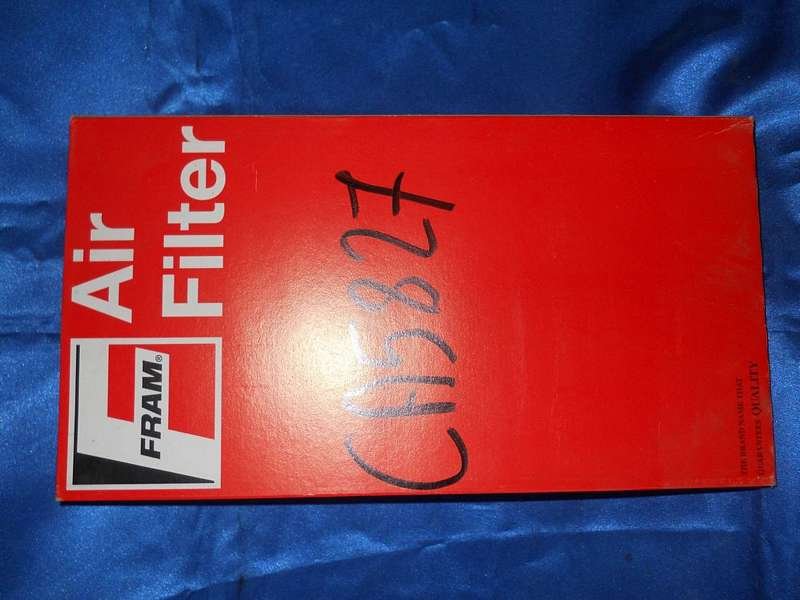 Air
Filter
FRAM®
CA5827
THE BRAND NAME THAT
GUARANTEES QUALITY